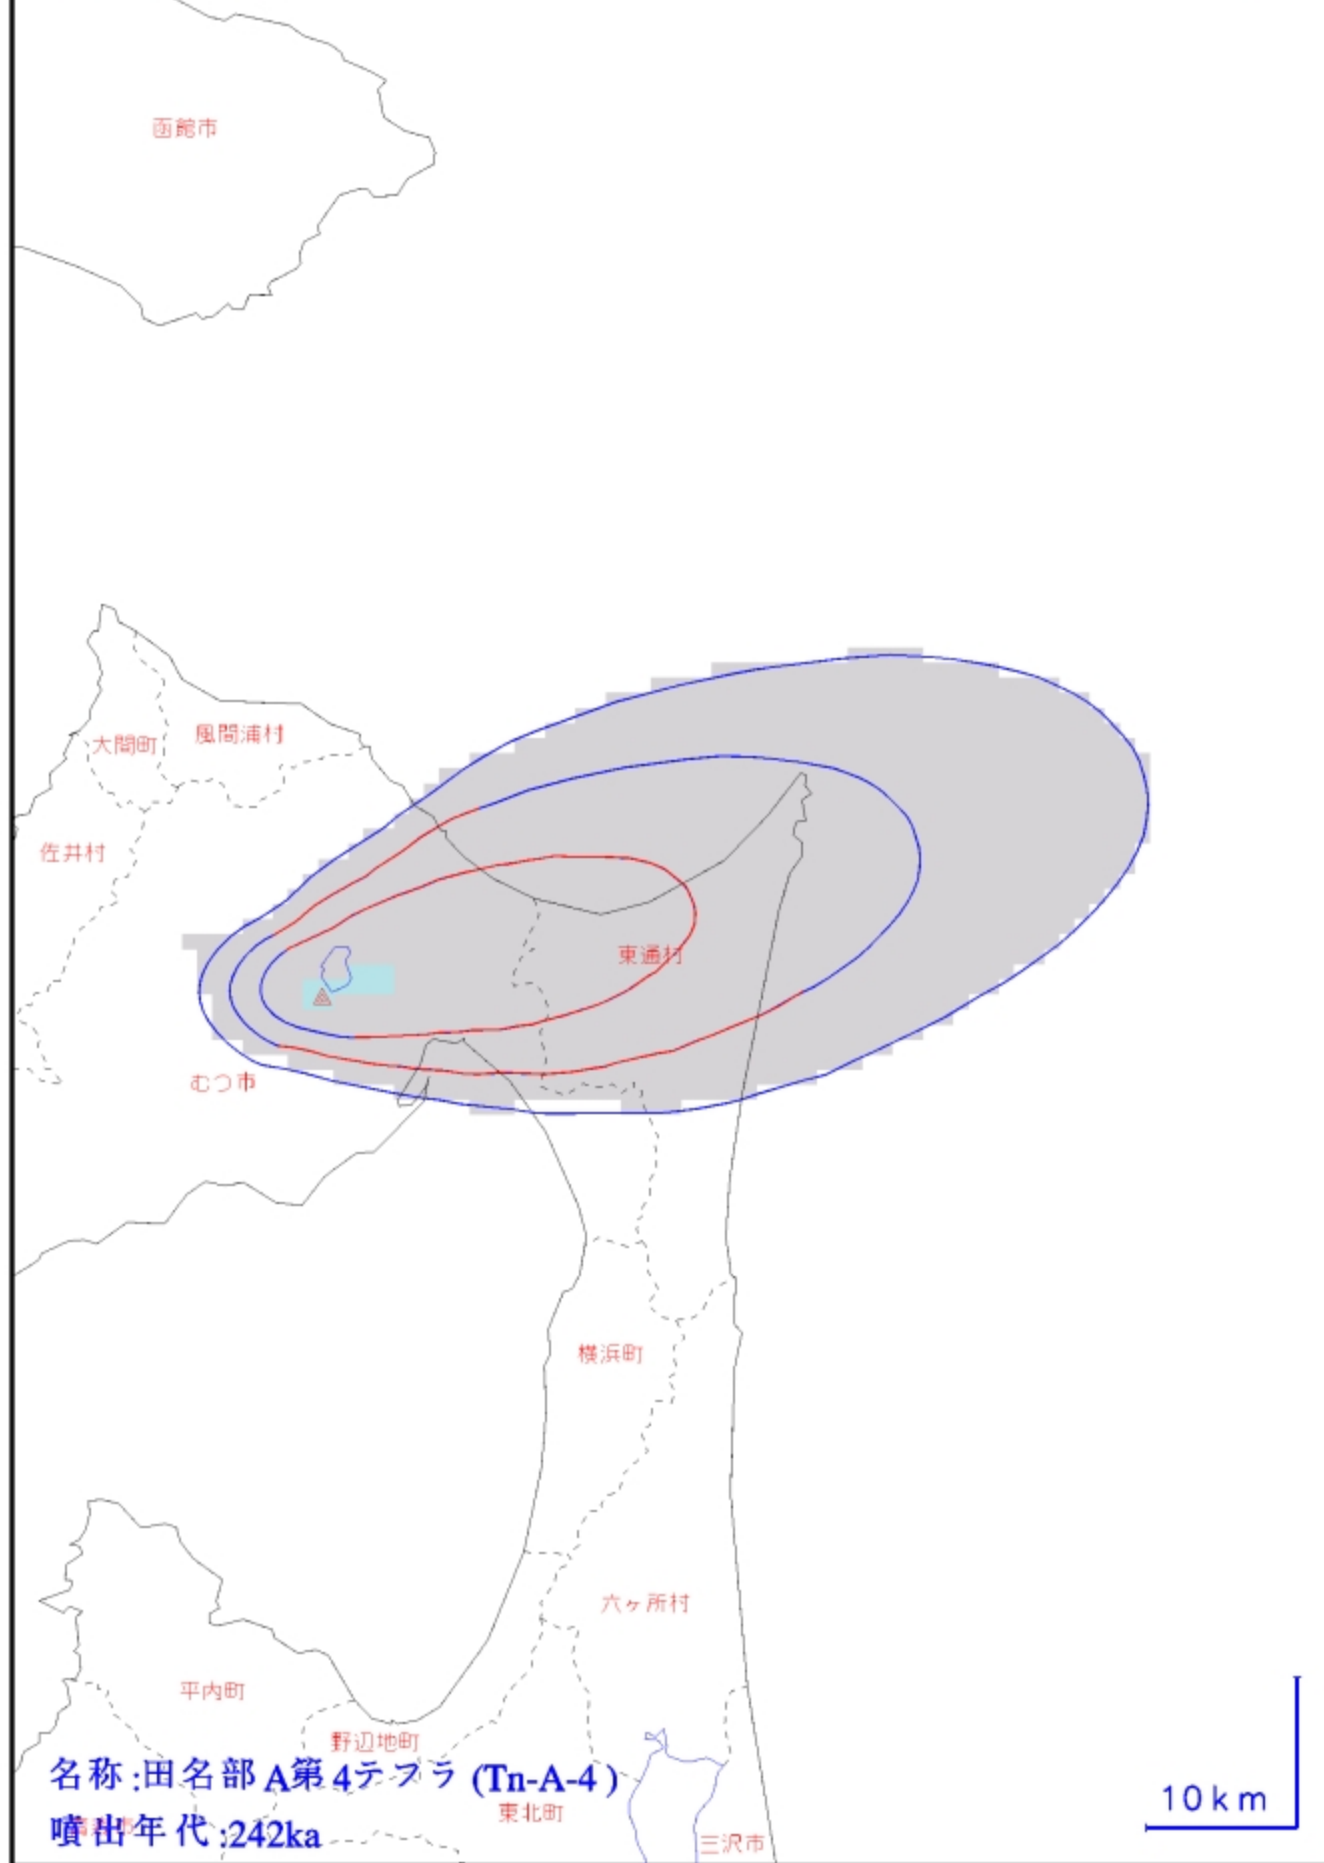 函館市
大間町
風間浦村
佐井村
東通村
むつ市
横浜町
六ヶ所村
平内町
野辺地町
名称:田名部A第4テフラ(Tn-A-4)
10km
東北町
噴出年代:242ka
三沢市